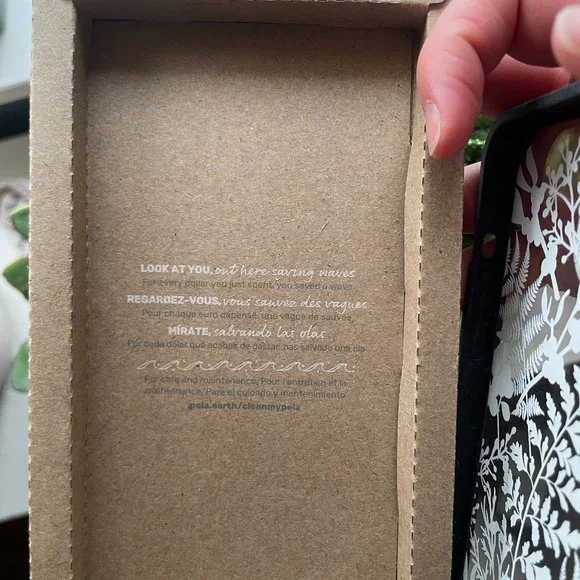 LOOK AT YOU, out here saving waves
For every dollar you just spent, you saved a wave
REGARDEZ-VOUS, vous sauvez des vagues
Pour chaque euro dépensé, une vague de sauvée
MÍRATE, salvando las olas
For cada dólar que acabas de gastar, has salvado una ola
For care and maintenance/Pour l'entretien et la
maintenance/Para el cuidado y mantenimiento
pela.earth/cleanmypela